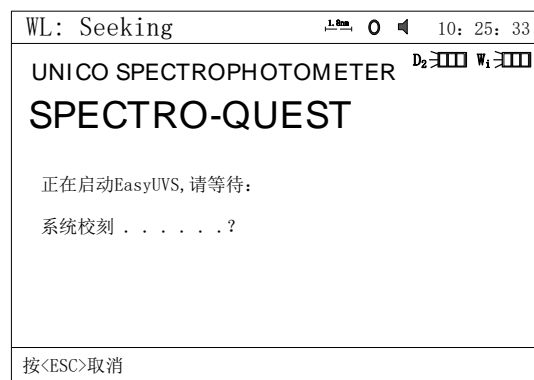 WL: Seeking 1.8nm 0 10: 25: 33
D₂ Wᵢ
UNICO SPECTROPHOTOMETER
SPECTRO-QUEST
正在启动EasyUVS,请等待:
系统校刻 . . . . . .?
按<ESC>取消